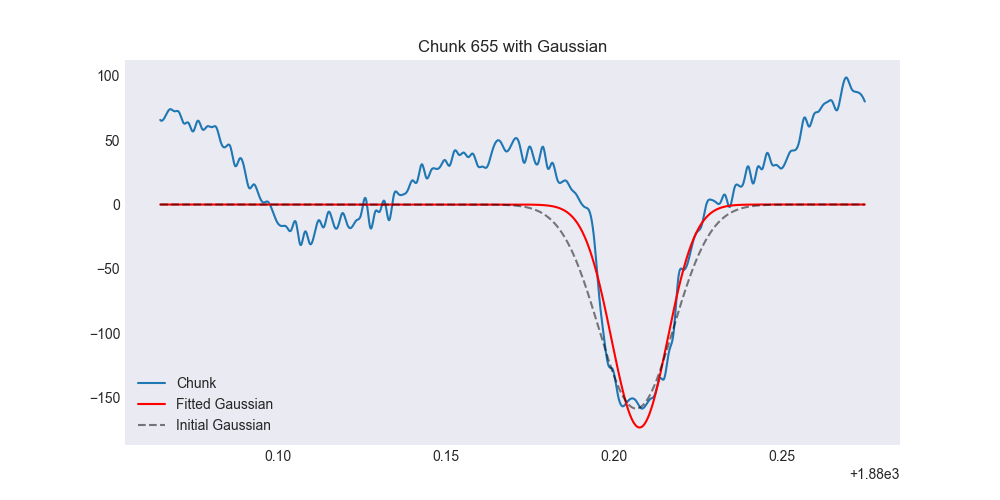 Chunk 655 with Gaussian
100
50
0
−50
−100
−150
Chunk
Fitted Gaussian
Initial Gaussian
0.10 0.15 0.20 0.25
+1.88e3